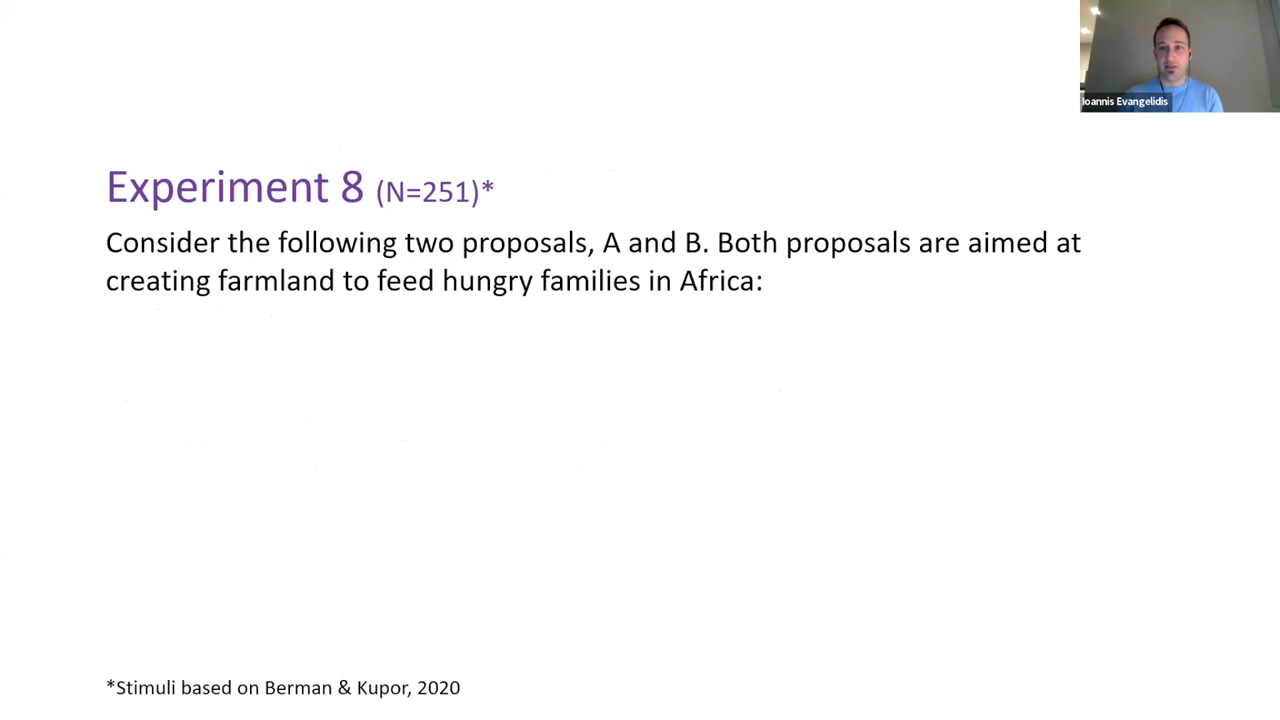 Ioannis Evangelidis
Experiment 8 (N=251)*
Consider the following two proposals, A and B. Both proposals are aimed at
creating farmland to feed hungry families in Africa:
*Stimuli based on Berman & Kupor, 2020